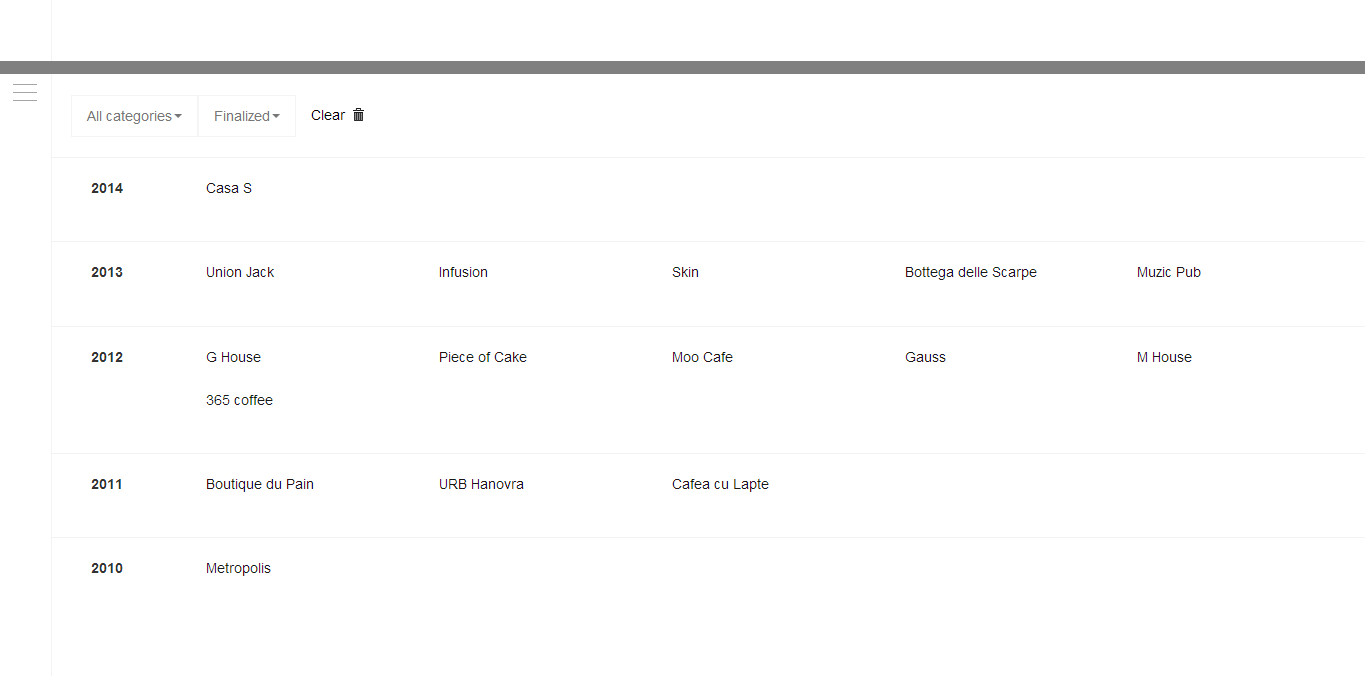 All categories Finalized Clear
2014 Casa S
2013 Union Jack Infusion Skin Bottega delle Scarpe Muzic Pub
2012 G House Piece of Cake Moo Cafe Gauss M House
365 coffee
2011 Boutique du Pain URB Hanovra Cafea cu Lapte
2010 Metropolis